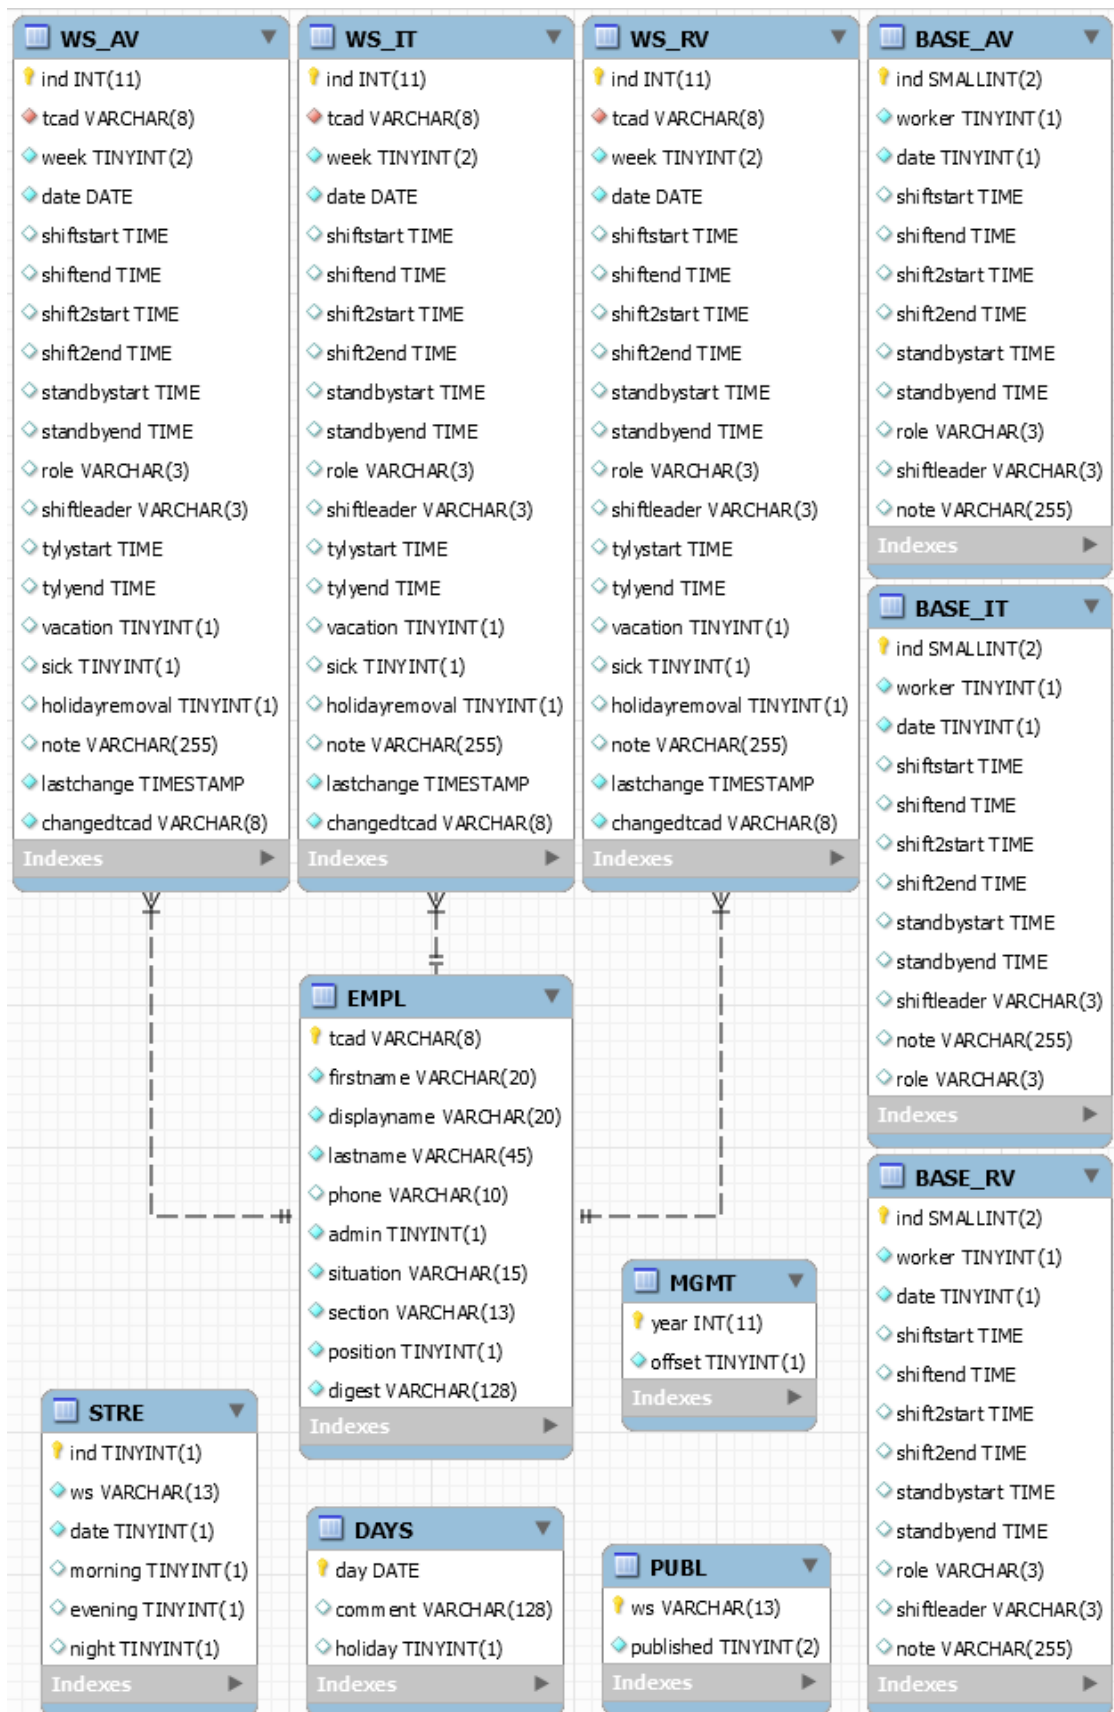 WS_AV
ind INT(11)
tcad VARCHAR(8)
week TINYINT(2)
date DATE
shiftstart TIME
shiftend TIME
shift2start TIME
shift2end TIME
standbystart TIME
standbyend TIME
role VARCHAR(3)
shiftleader VARCHAR(3)
tylystart TIME
tylyend TIME
vacation TINYINT(1)
sick TINYINT(1)
holidayremoval TINYINT(1)
note VARCHAR(255)
lastchange TIMESTAMP
changedtcad VARCHAR(8)
Indexes
WS_IT
ind INT(11)
tcad VARCHAR(8)
week TINYINT(2)
date DATE
shiftstart TIME
shiftend TIME
shift2start TIME
shift2end TIME
standbystart TIME
standbyend TIME
role VARCHAR(3)
shiftleader VARCHAR(3)
tylystart TIME
tylyend TIME
vacation TINYINT(1)
sick TINYINT(1)
holidayremoval TINYINT(1)
note VARCHAR(255)
lastchange TIMESTAMP
changedtcad VARCHAR(8)
Indexes
WS_RV
ind INT(11)
tcad VARCHAR(8)
week TINYINT(2)
date DATE
shiftstart TIME
shiftend TIME
shift2start TIME
shift2end TIME
standbystart TIME
standbyend TIME
role VARCHAR(3)
shiftleader VARCHAR(3)
tylystart TIME
tylyend TIME
vacation TINYINT(1)
sick TINYINT(1)
holidayremoval TINYINT(1)
note VARCHAR(255)
lastchange TIMESTAMP
changedtcad VARCHAR(8)
Indexes
BASE_AV
ind SMALLINT(2)
worker TINYINT(1)
date TINYINT(1)
shiftstart TIME
shiftend TIME
shift2start TIME
shift2end TIME
standbystart TIME
standbyend TIME
role VARCHAR(3)
shiftleader VARCHAR(3)
note VARCHAR(255)
Indexes
BASE_IT
ind SMALLINT(2)
worker TINYINT(1)
date TINYINT(1)
shiftstart TIME
shiftend TIME
shift2start TIME
shift2end TIME
standbystart TIME
standbyend TIME
shiftleader VARCHAR(3)
note VARCHAR(255)
role VARCHAR(3)
Indexes
BASE_RV
ind SMALLINT(2)
worker TINYINT(1)
date TINYINT(1)
shiftstart TIME
shiftend TIME
shift2start TIME
shift2end TIME
standbystart TIME
standbyend TIME
role VARCHAR(3)
shiftleader VARCHAR(3)
note VARCHAR(255)
Indexes
EMPL
tcad VARCHAR(8)
firstname VARCHAR(20)
displayname VARCHAR(20)
lastname VARCHAR(45)
phone VARCHAR(10)
admin TINYINT(1)
situation VARCHAR(15)
section VARCHAR(13)
position TINYINT(1)
digest VARCHAR(128)
Indexes
MGMT
year INT(11)
offset TINYINT(1)
Indexes
STRE
ind TINYINT(1)
ws VARCHAR(13)
date TINYINT(1)
morning TINYINT(1)
evening TINYINT(1)
night TINYINT(1)
Indexes
DAYS
day DATE
comment VARCHAR(128)
holiday TINYINT(1)
Indexes
PUBL
ws VARCHAR(13)
published TINYINT(2)
Indexes